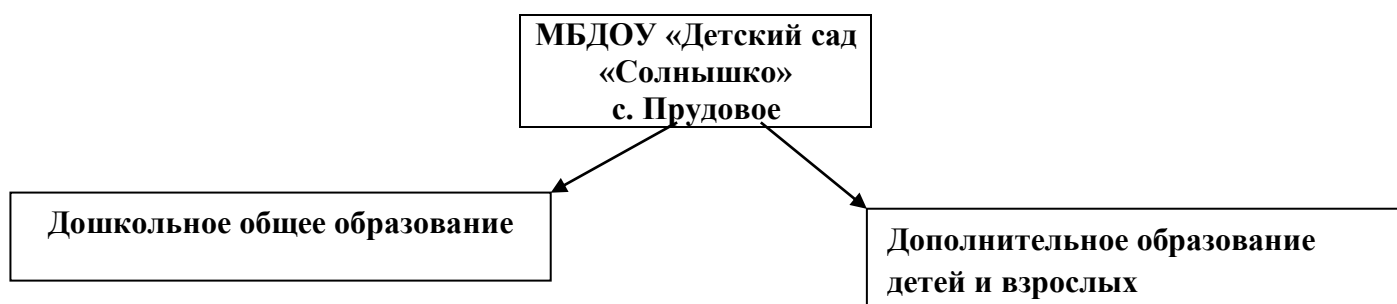 МБДОУ «Детский сад
«Солнышко»
с. Прудовое
Дошкольное общее образование
Дополнительное образование
детей и взрослых